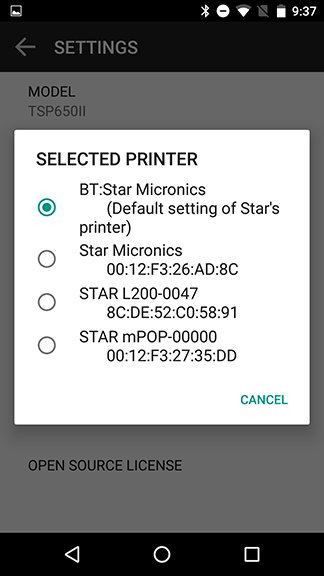 9:37
SETTINGS
MODEL
TSP650II
SELECTED PRINTER
BT:Star Micronics
(Default setting of Star's
printer)
Star Micronics
00:12:F3:26:AD:8C
STAR L200-0047
8C:DE:52:C0:58:91
STAR mPOP-00000
00:12:F3:27:35:DD
CANCEL
OPEN SOURCE LICENSE